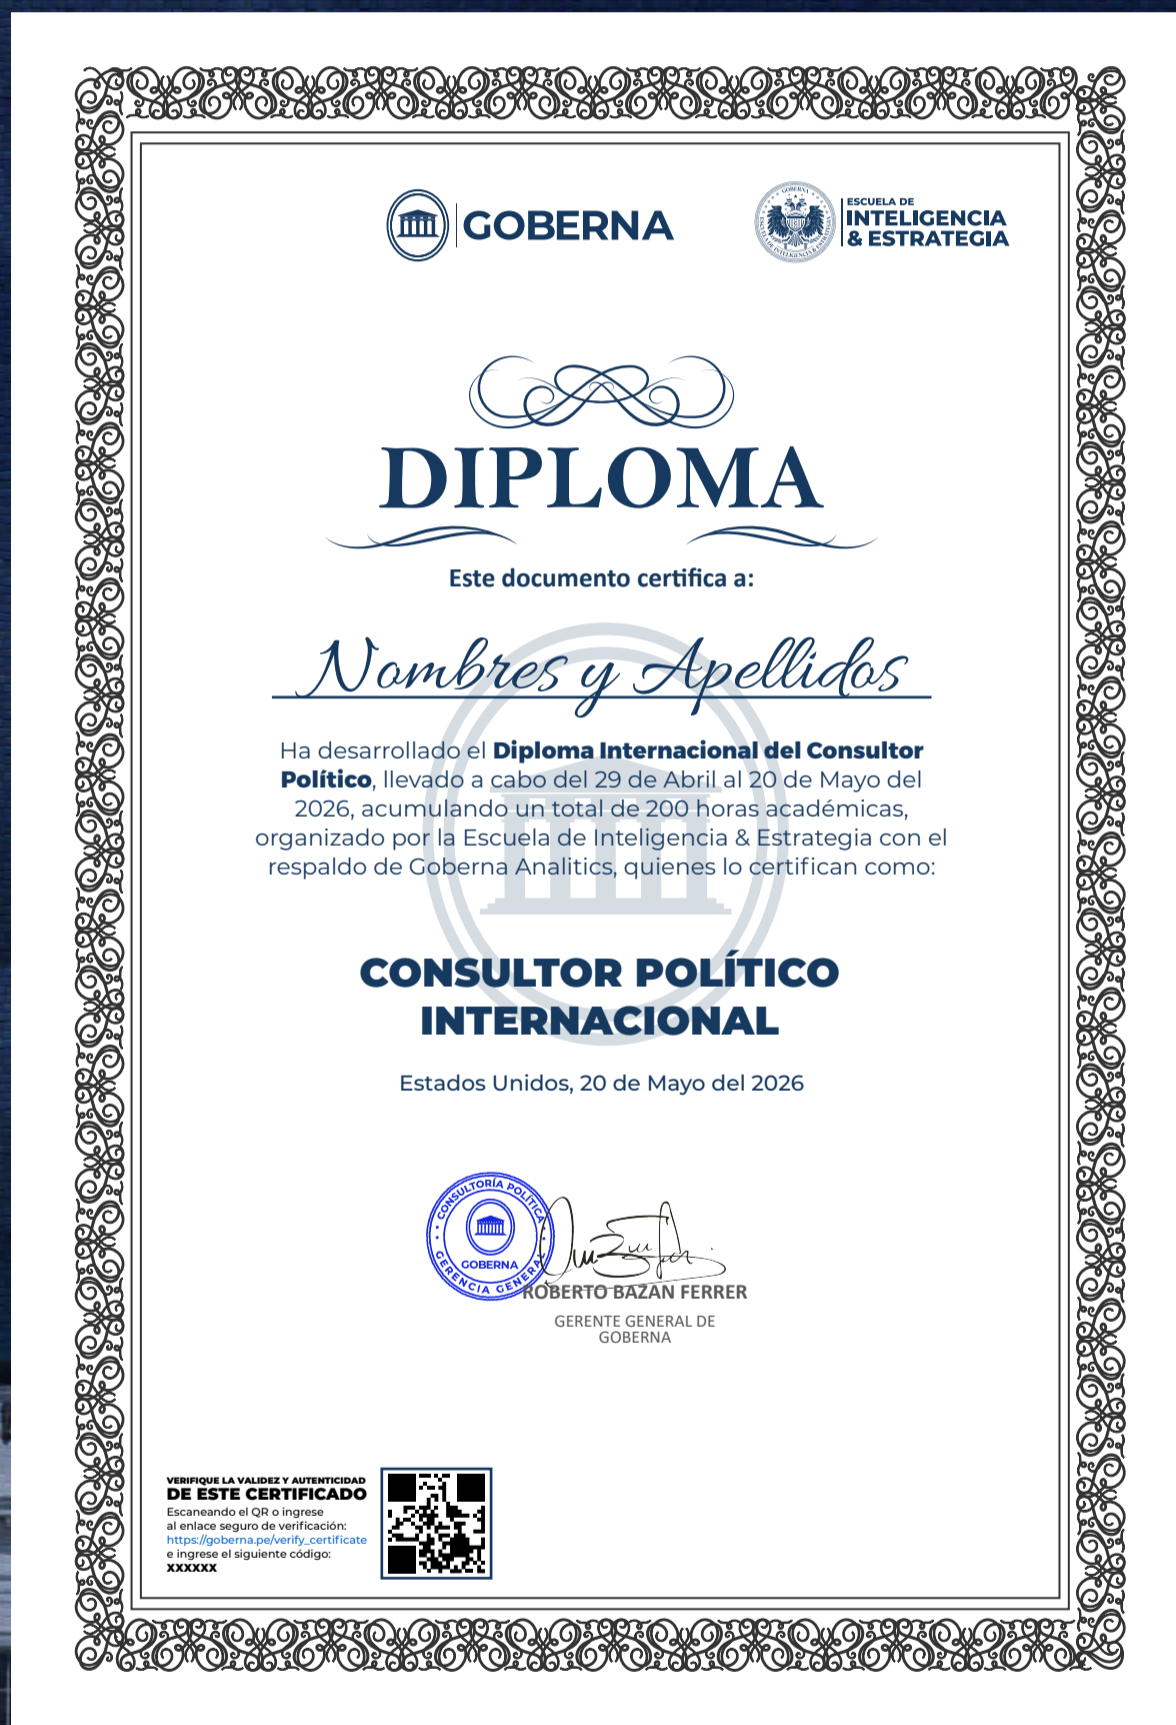 GOBERNA
ESCUELA DE
INTELIGENCIA
& ESTRATEGIA
GOBERNA
ESCUELA DE INTELIGENCIA & ESTRATEGIA
DIPLOMA
Este documento certifica a:
Nombres y Apellidos
Ha desarrollado el Diploma Internacional del Consultor
Político, llevado a cabo del 29 de Abril al 20 de Mayo del
2026, acumulando un total de 200 horas académicas,
organizado por la Escuela de Inteligencia & Estrategia con el
respaldo de Goberna Analitics, quienes lo certifican como:
CONSULTOR POLÍTICO
INTERNACIONAL
Estados Unidos, 20 de Mayo del 2026
CONSULTORÍA POLÍTICA
GOBERNA
GERENCIA GENERAL
ROBERTO BAZAN FERRER
GERENTE GENERAL DE
GOBERNA
VERIFIQUE LA VALIDEZ Y AUTENTICIDAD
DE ESTE CERTIFICADO
Escaneando el QR o ingrese
al enlace seguro de verificación:
https://goberna.pe/verify_certificate
e ingrese el siguiente código:
XXXXXX